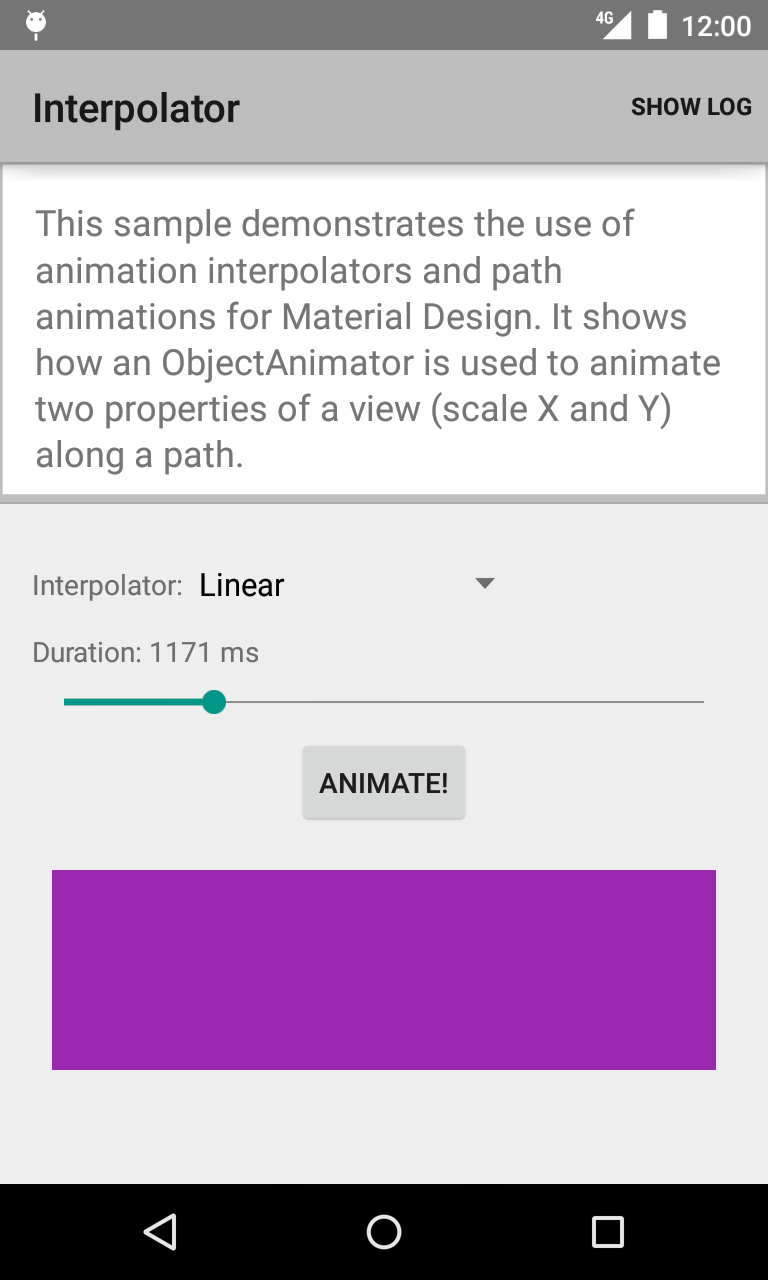 4G 12:00
Interpolator SHOW LOG
This sample demonstrates the use of
animation interpolators and path
animations for Material Design. It shows
how an ObjectAnimator is used to animate
two properties of a view (scale X and Y)
along a path.
Interpolator: Linear
Duration: 1171 ms
ANIMATE!